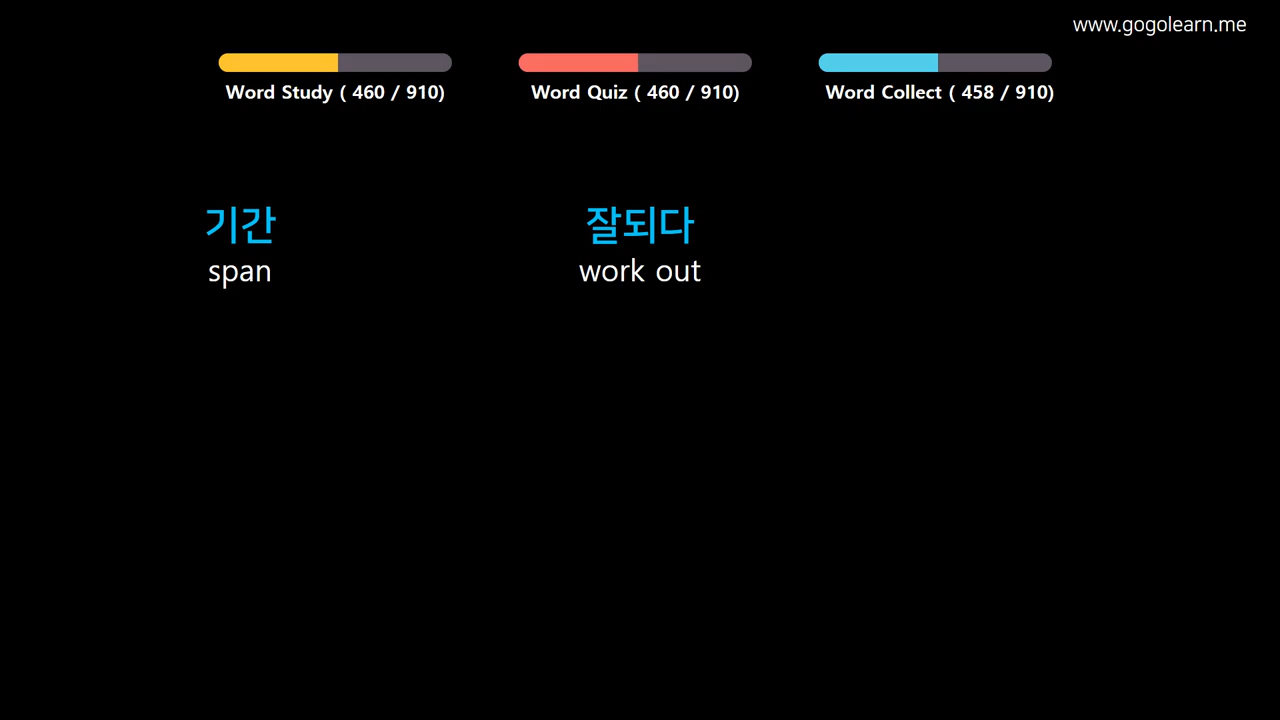 www.gogolearn.me
Word Study ( 460 / 910)
Word Quiz ( 460 / 910)
Word Collect ( 458 / 910)
기간
span
잘되다
work out